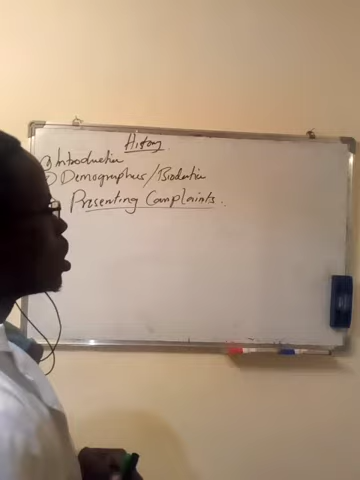 History
① Introduction
② Demographics/Biodata
Presenting Complaints..